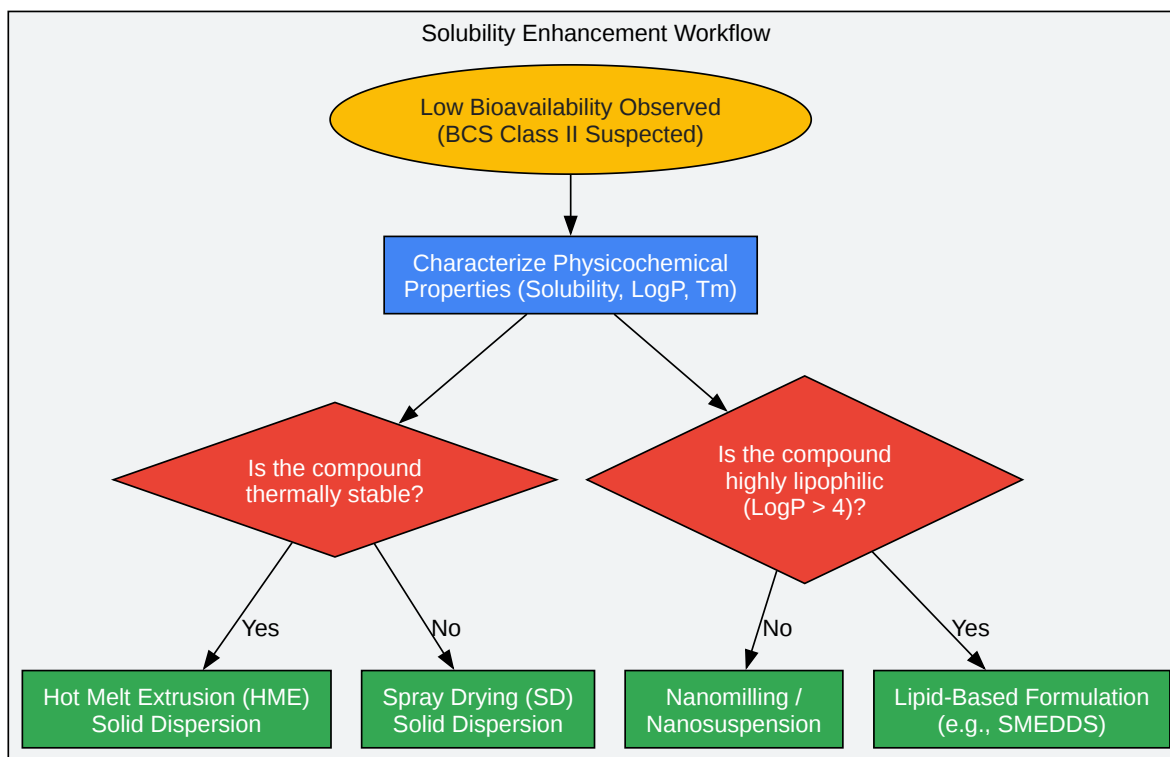 Solubility Enhancement Workflow
Low Bioavailability Observed
(BCS Class II Suspected)
Characterize Physicochemical
Properties (Solubility, LogP, Tm)
Is the compound
thermally stable?
Is the compound
highly lipophilic
(LogP > 4)?
Yes
No
No
Yes
Hot Melt Extrusion (HME)
Solid Dispersion
Spray Drying (SD)
Solid Dispersion
Nanomilling /
Nanosuspension
Lipid-Based Formulation
(e.g., SMEDDS)